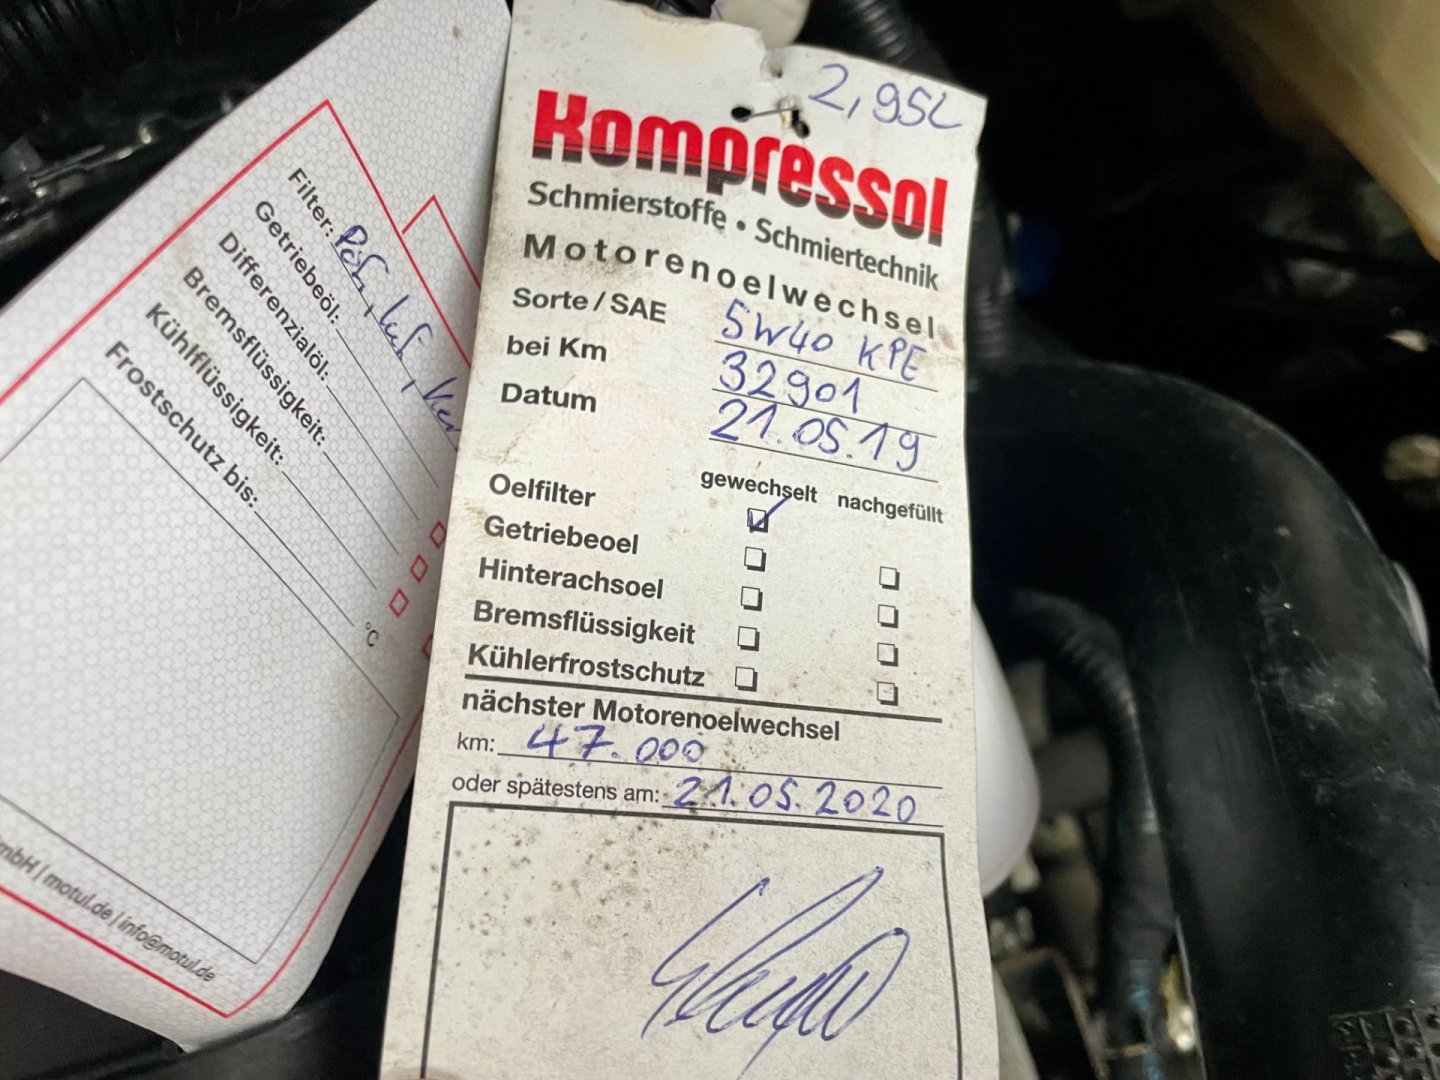 2,95L
Kompressol
Schmierstoffe • Schmiertechnik
Motorenoelwechsel
Sorte / SAE 5W40 KPE
bei Km 32901
Datum 21.05.19
gewechselt nachgefüllt
Oelfilter
Getriebeoel
Hinterachsoel
Bremsflüssigkeit
Kühlerfrostschutz
nächster Motorenoelwechsel
km: 47.000
oder spätestens am: 21.05.2020
Filter:
Getriebeöl:
Differenzialöl:
Bremsflüssigkeit:
Kühlflüssigkeit:
Frostschutz bis: °C
mbH | motul.de | info@motul.de